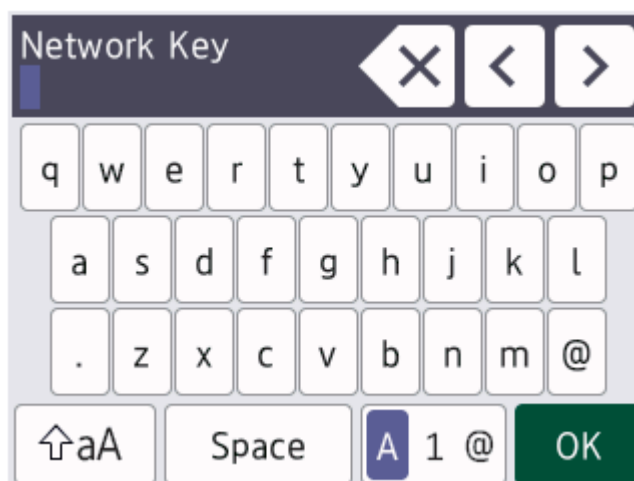 Network Key
q w e r t y u i o p
a s d f g h j k l
. z x c v b n m @
aA Space A 1 @ OK